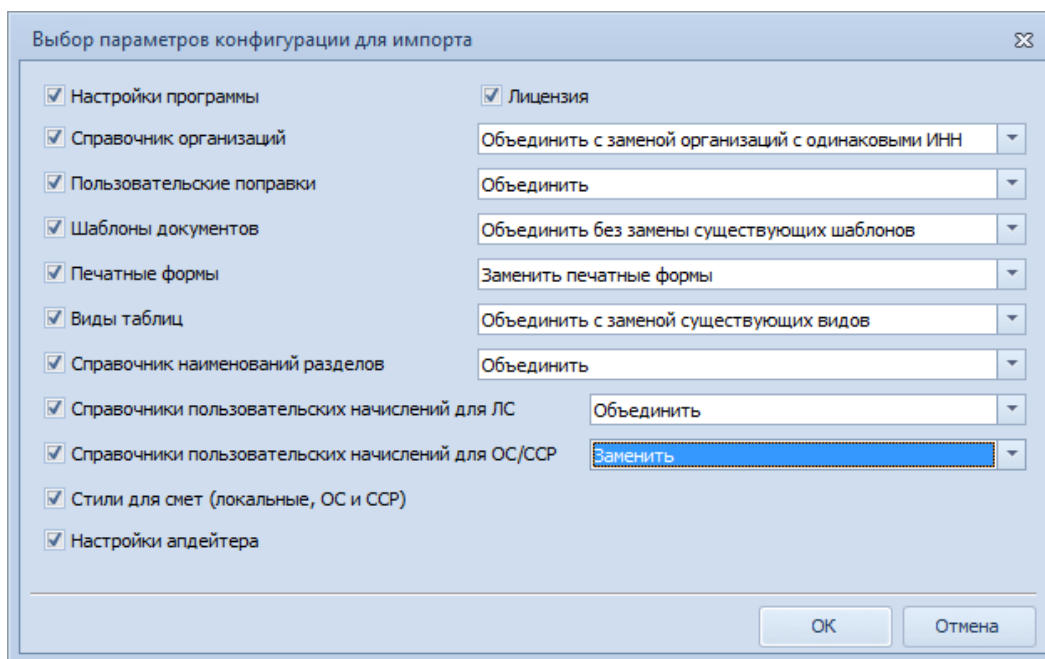 Выбор параметров конфигурации для импорта
Настройки программы Лицензия
Справочник организаций Объединить с заменой организаций с одинаковыми ИНН
Пользовательские поправки Объединить
Шаблоны документов Объединить без замены существующих шаблонов
Печатные формы Заменить печатные формы
Виды таблиц Объединить с заменой существующих видов
Справочник наименований разделов Объединить
Справочники пользовательских начислений для ЛС Объединить
Справочники пользовательских начислений для ОС/ССР Заменить
Стили для смет (локальные, ОС и ССР)
Настройки апдейтера
ОК Отмена